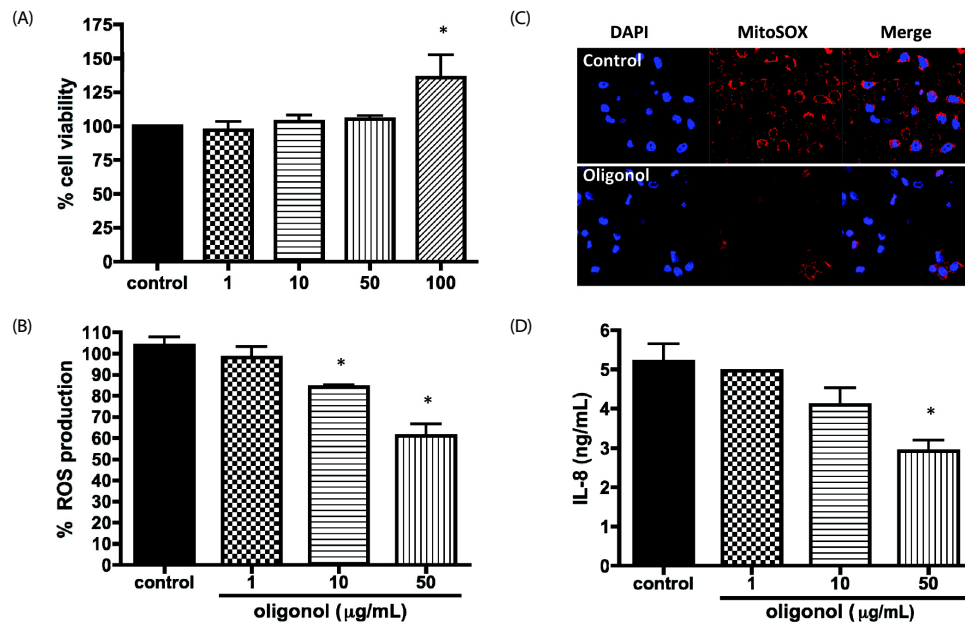 (A)
% cell viability
175
150
125
100
75
50
25
0
*
control 1 10 50 100
(C)
DAPI MitoSOX Merge
Control
Oligonol
(B)
% ROS production
110
100
90
80
70
60
50
40
30
20
10
0
* *
control 1 10 50
oligonol (μg/mL)
(D)
IL-8 (ng/mL)
6
5
4
3
2
1
0
*
control 1 10 50
oligonol (μg/mL)